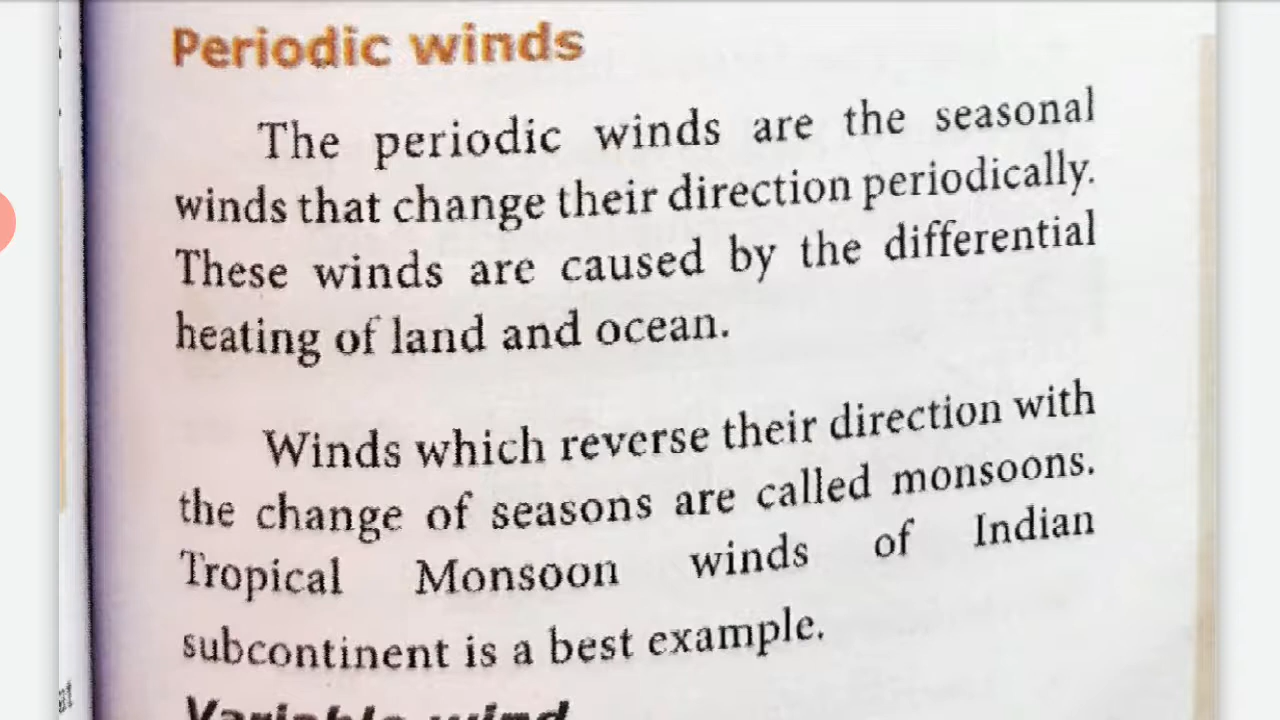 Periodic winds
The periodic winds are the seasonal
winds that change their direction periodically.
These winds are caused by the differential
heating of land and ocean.
Winds which reverse their direction with
the change of seasons are called monsoons.
Tropical Monsoon winds of Indian
subcontinent is a best example.
Variable wind